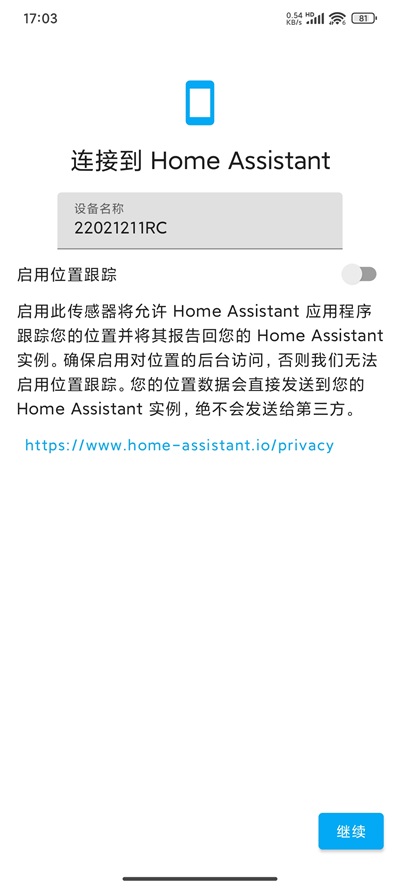 17:03
0.54 KB/s HD 6 81
连接到 Home Assistant
设备名称
22021211RC
启用位置跟踪
启用此传感器将允许 Home Assistant 应用程序
跟踪您的位置并将其报告回您的 Home Assistant
实例。确保启用对位置的后台访问，否则我们无法
启用位置跟踪。您的位置数据会直接发送到您的
Home Assistant 实例，绝不会发送给第三方。
https://www.home-assistant.io/privacy
继续